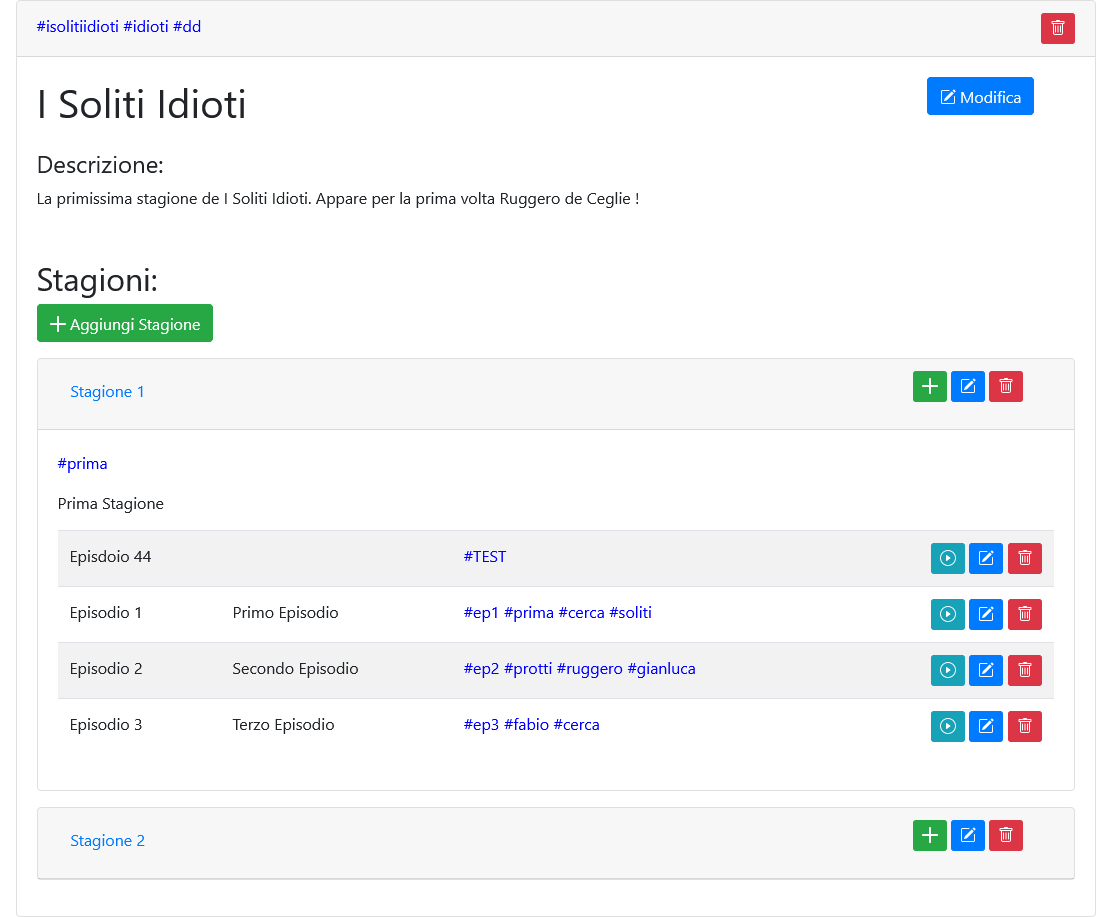 #isolitiidioti #idioti #dd
I Soliti Idioti
Modifica
Descrizione:
La primissima stagione de I Soliti Idioti. Appare per la prima volta Ruggero de Ceglie !
Stagioni:
Aggiungi Stagione
Stagione 1
#prima
Prima Stagione
Episdoio 44 #TEST
Episodio 1 Primo Episodio #ep1 #prima #cerca #soliti
Episodio 2 Secondo Episodio #ep2 #protti #ruggero #gianluca
Episodio 3 Terzo Episodio #ep3 #fabio #cerca
Stagione 2